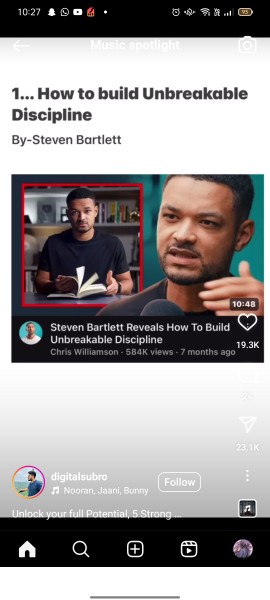 10:27
95
Music spotlight
1... How to build Unbreakable
Discipline
By-Steven Bartlett
10:48
Steven Bartlett Reveals How To Build
Unbreakable Discipline
Chris Williamson · 584K views · 7 months ago
19.3K
23.1K
digitalsubro
Follow
Nooran, Jaani, Bunny
Unlock your full Potential, 5 Strong ...